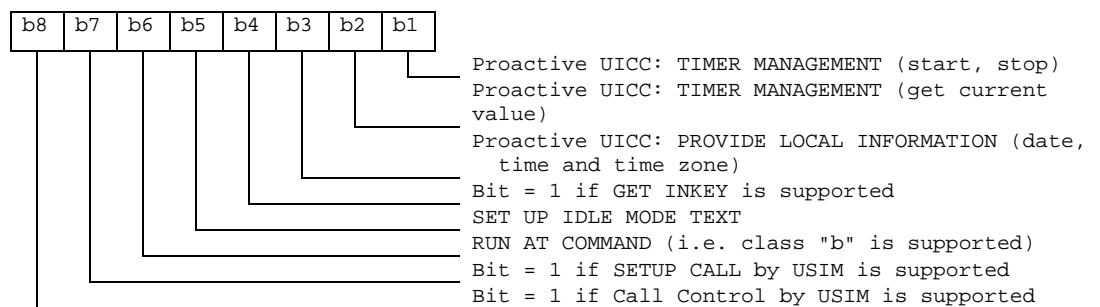 b8 b7 b6 b5 b4 b3 b2 b1
Proactive UICC: TIMER MANAGEMENT (start, stop)
Proactive UICC: TIMER MANAGEMENT (get current
value)
Proactive UICC: PROVIDE LOCAL INFORMATION (date,
time and time zone)
Bit = 1 if GET INKEY is supported
SET UP IDLE MODE TEXT
RUN AT COMMAND (i.e. class "b" is supported)
Bit = 1 if SETUP CALL by USIM is supported
Bit = 1 if Call Control by USIM is supported